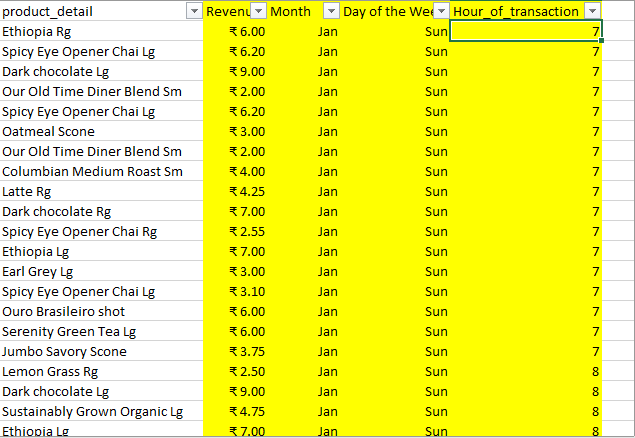 product_detail Revenu Month Day of the Wee Hour_of_transaction
Ethiopia Rg ₹ 6.00 Jan Sun 7
Spicy Eye Opener Chai Lg ₹ 6.20 Jan Sun 7
Dark chocolate Lg ₹ 9.00 Jan Sun 7
Our Old Time Diner Blend Sm ₹ 2.00 Jan Sun 7
Spicy Eye Opener Chai Lg ₹ 6.20 Jan Sun 7
Oatmeal Scone ₹ 3.00 Jan Sun 7
Our Old Time Diner Blend Sm ₹ 2.00 Jan Sun 7
Columbian Medium Roast Sm ₹ 4.00 Jan Sun 7
Latte Rg ₹ 4.25 Jan Sun 7
Dark chocolate Rg ₹ 7.00 Jan Sun 7
Spicy Eye Opener Chai Rg ₹ 2.55 Jan Sun 7
Ethiopia Lg ₹ 7.00 Jan Sun 7
Earl Grey Lg ₹ 3.00 Jan Sun 7
Spicy Eye Opener Chai Lg ₹ 3.10 Jan Sun 7
Ouro Brasileiro shot ₹ 6.00 Jan Sun 7
Serenity Green Tea Lg ₹ 6.00 Jan Sun 7
Jumbo Savory Scone ₹ 3.75 Jan Sun 7
Lemon Grass Rg ₹ 2.50 Jan Sun 8
Dark chocolate Lg ₹ 9.00 Jan Sun 8
Sustainably Grown Organic Lg ₹ 4.75 Jan Sun 8
Ethiopia Lg ₹ 7.00 Jan Sun 8